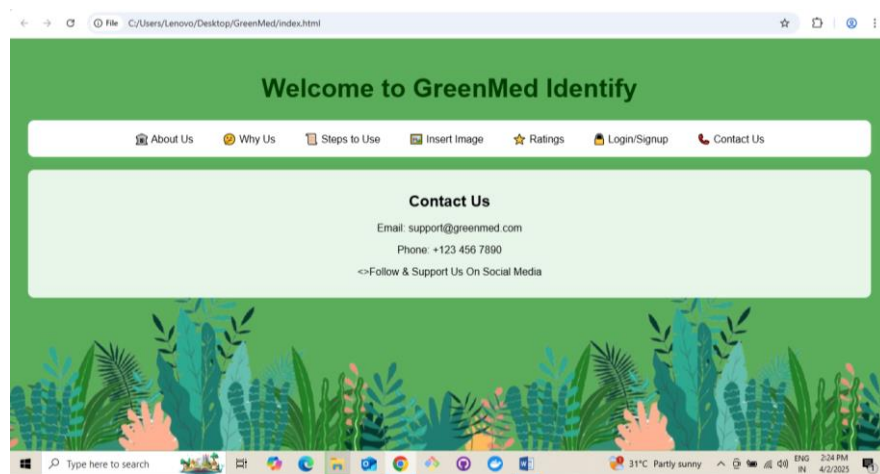 File C:/Users/Lenovo/Desktop/GreenMed/index.html
Welcome to GreenMed Identify
About Us Why Us Steps to Use Insert Image Ratings Login/Signup Contact Us
Contact Us
Email: support@greenmed.com
Phone: +123 456 7890
<>Follow & Support Us On Social Media
Type here to search 31°C Partly sunny ENG 2:24 PM
IN 4/2/2025